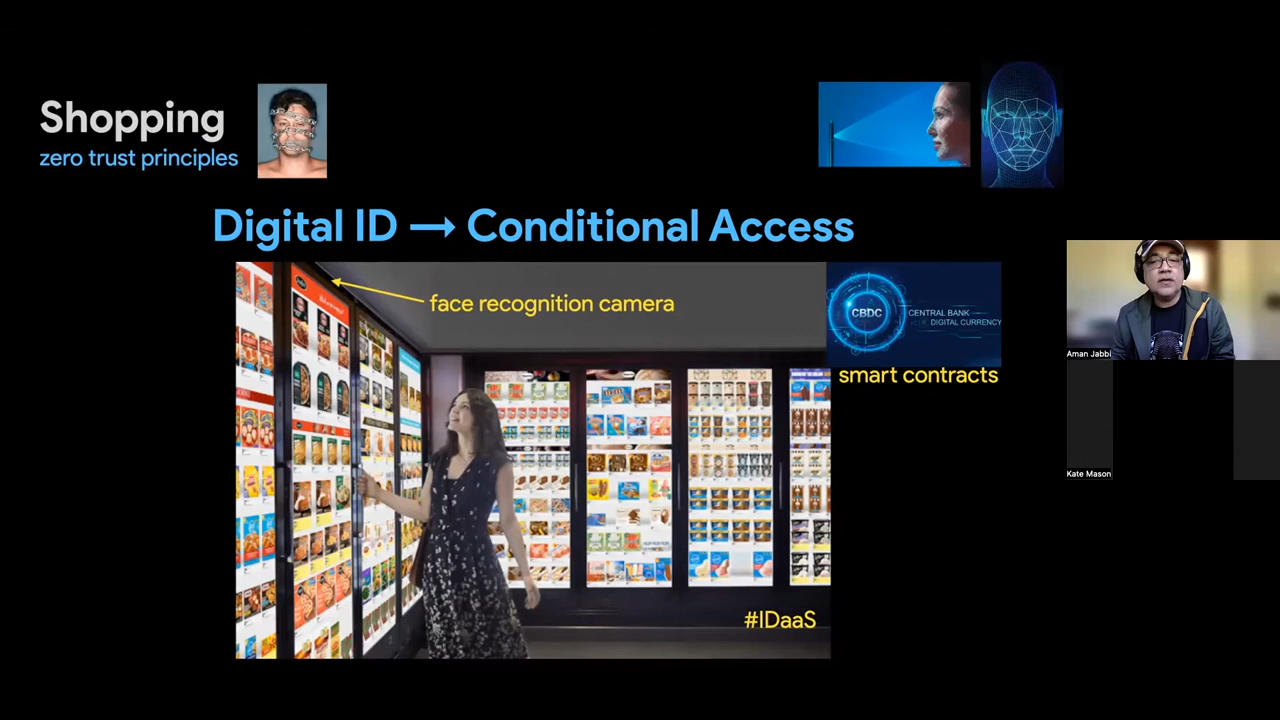 Shopping
zero trust principles
Digital ID → Conditional Access
face recognition camera
CBDC
CENTRAL BANK
DIGITAL CURRENCY
smart contracts
#IDaaS
Aman Jabbi
Kate Mason